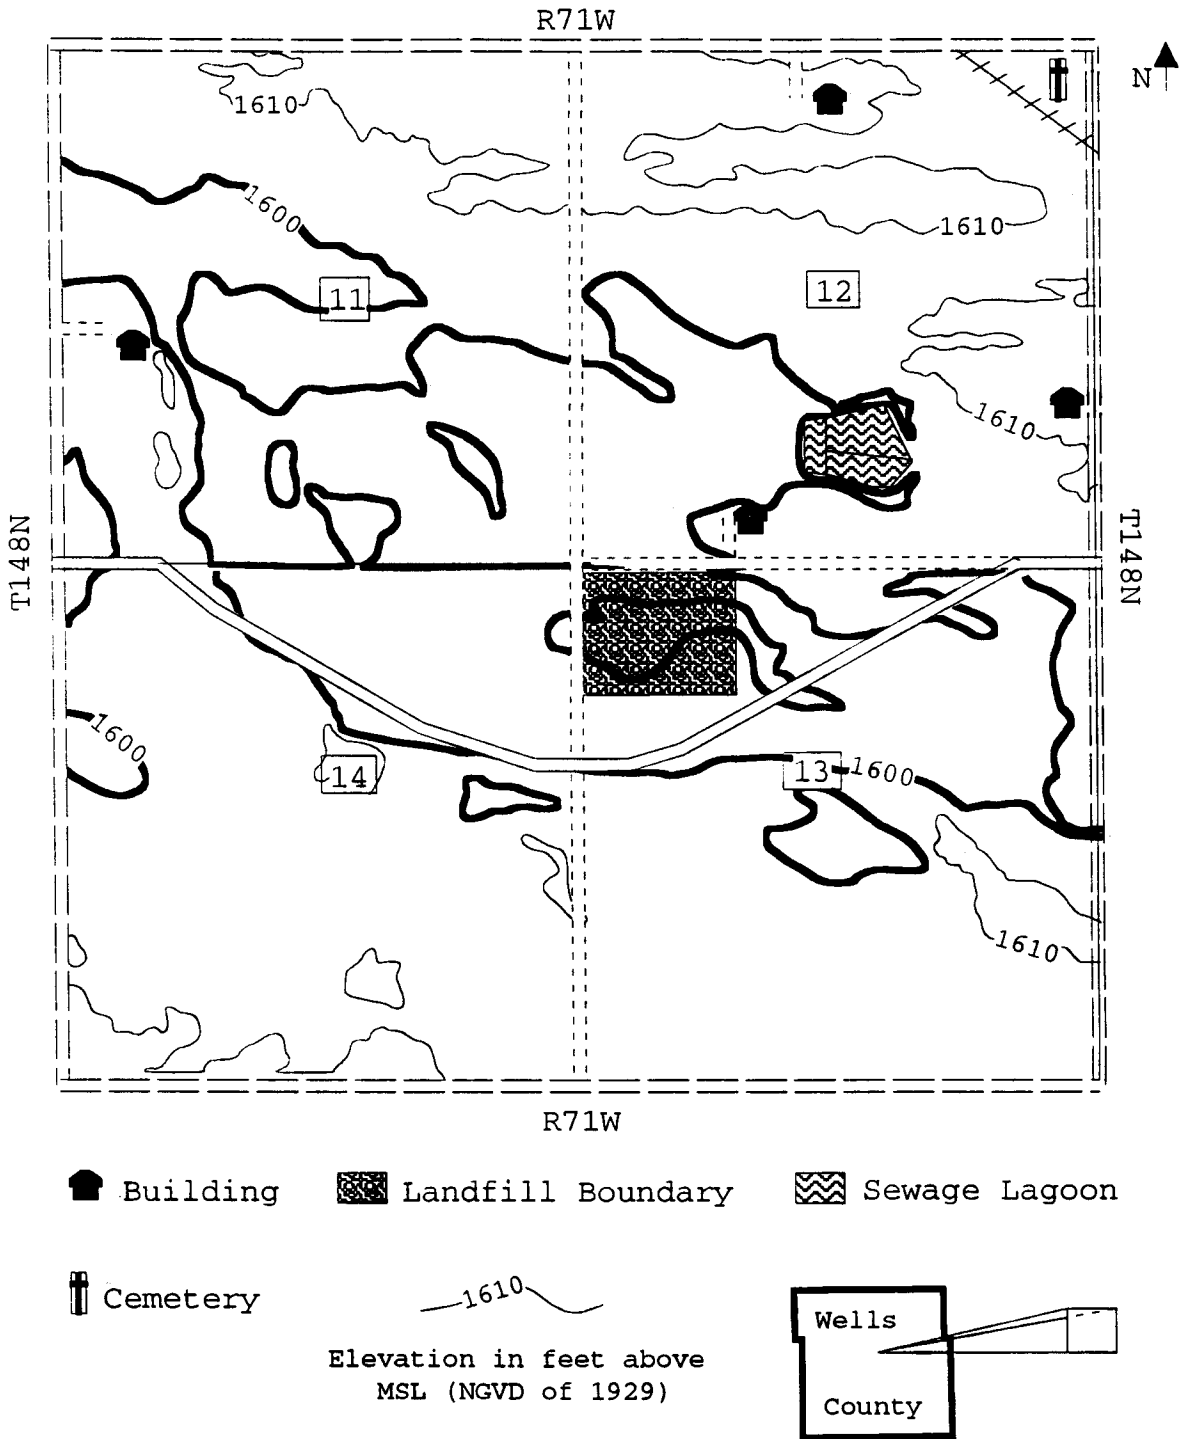 R71W
N
1610
1600
1610
11
12
1610
T148N
T148N
1600
14
13
1600
1610
R71W
Building
Landfill Boundary
Sewage Lagoon
Cemetery
1610
Elevation in feet above
MSL (NGVD of 1929)
Wells
County